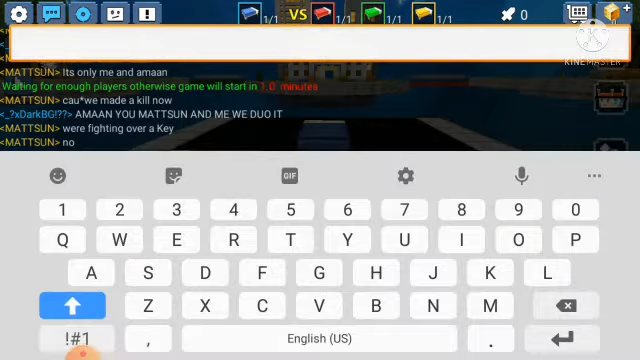 1/1 VS 1/1 1/1 1/1 0
KINEMASTER
<MATTSUN> Its only me and amaan
Waiting for enough players otherwise game will start in 1.0 minutes
<MATTSUN> cau*we made a kill now
<_?xDarkBG!??> AMAAN YOU MATTSUN AND ME WE DUO IT
<MATTSUN> were fighting over a Key
<MATTSUN> no
GIF
1 2 3 4 5 6 7 8 9 0
Q W E R T Y U I O P
A S D F G H J K L
Z X C V B N M
!#1 , English (US) .